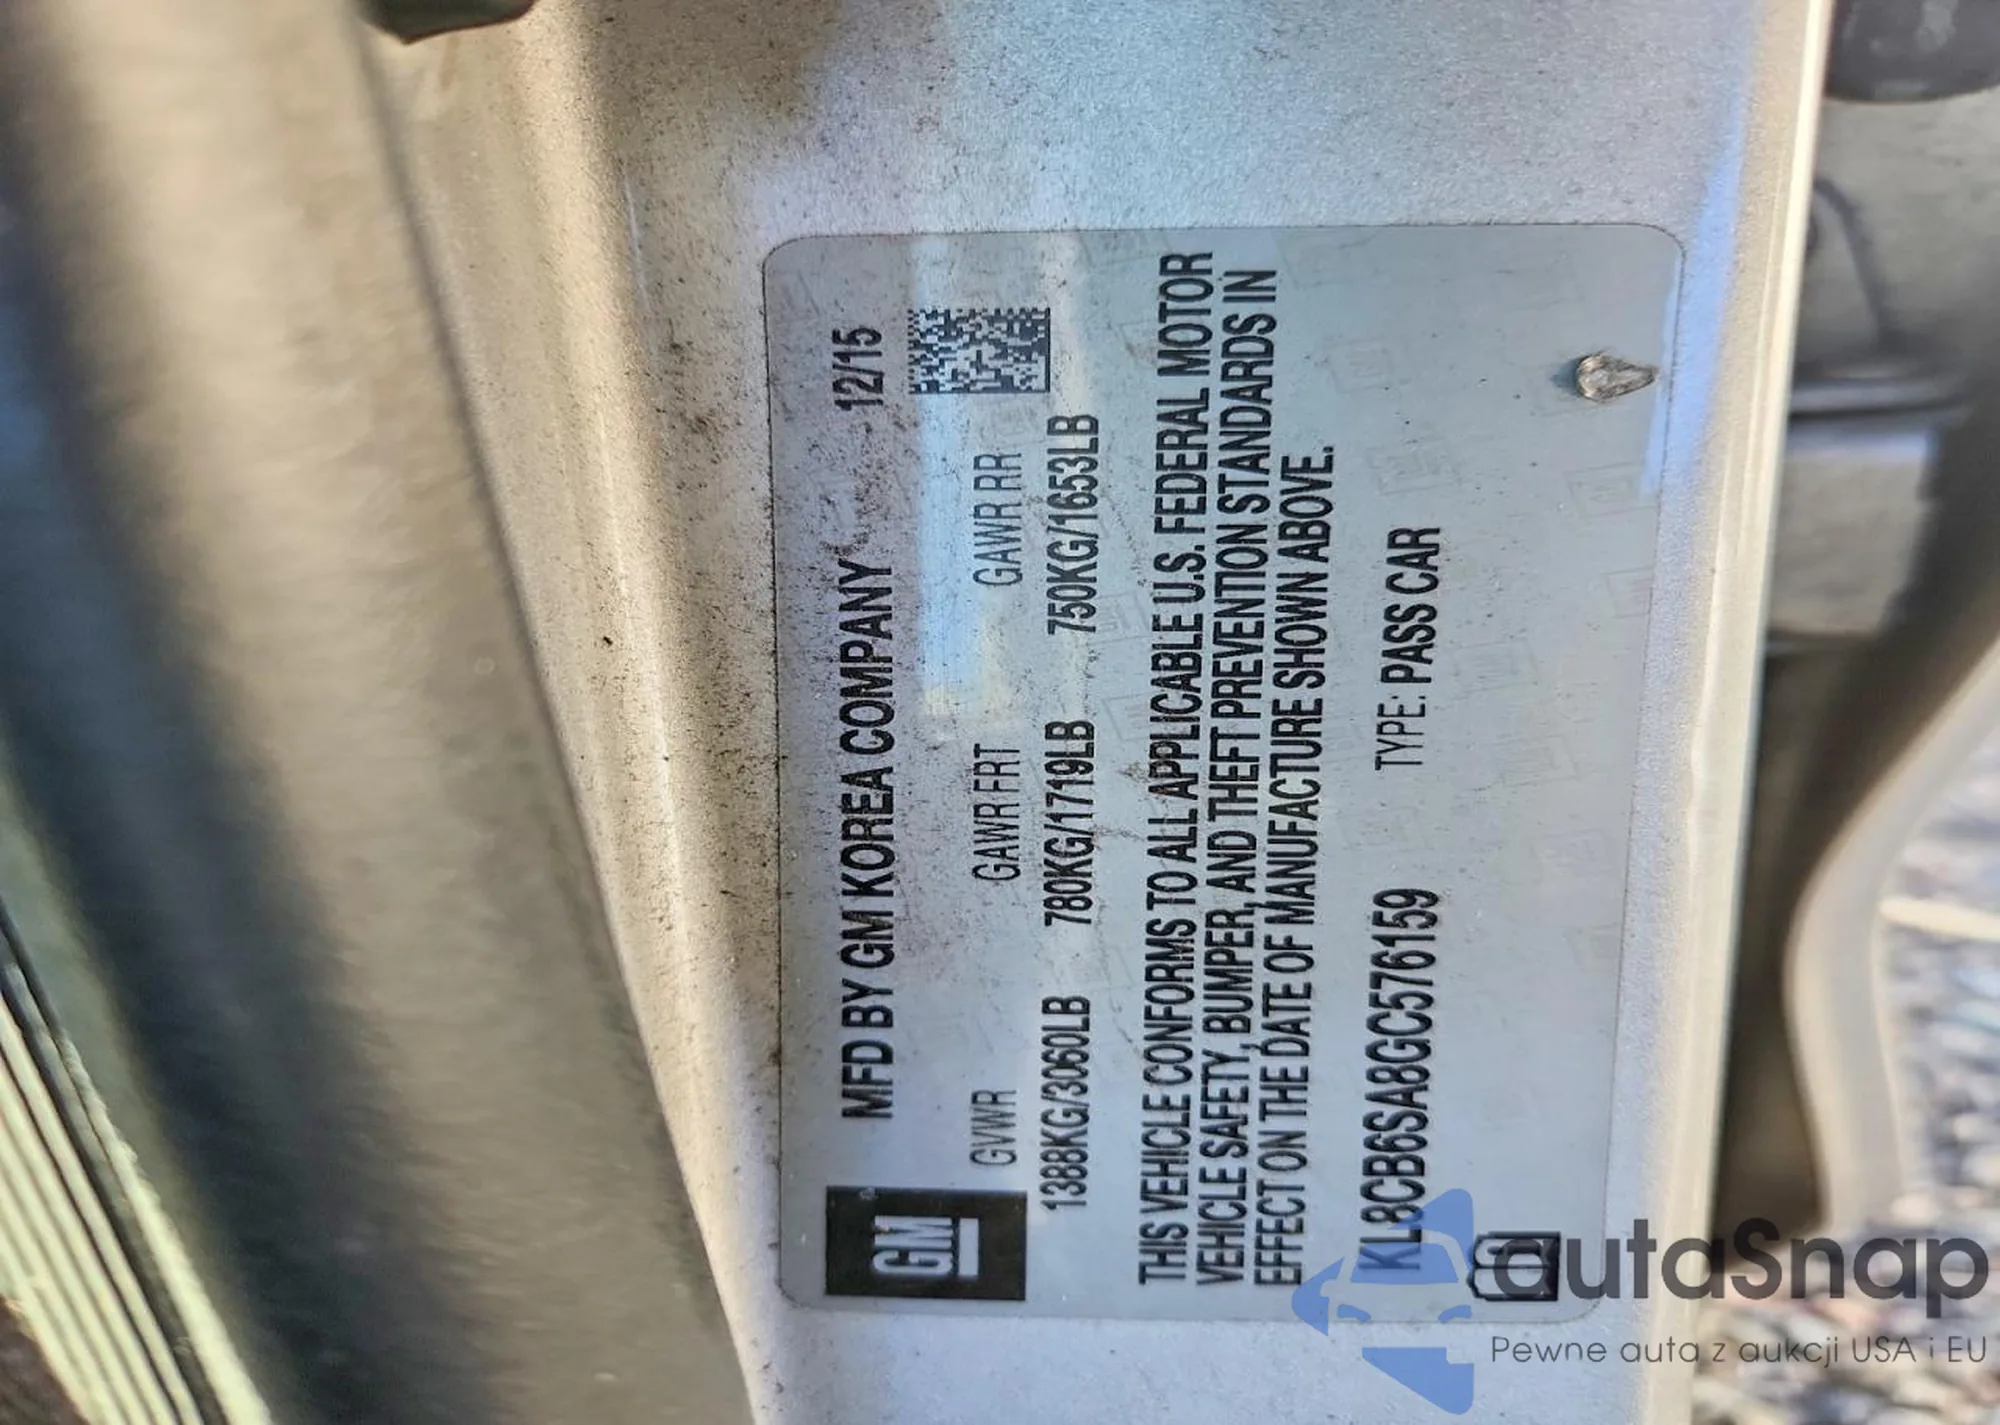 GM
MFD BY GM KOREA COMPANY 12/15
GVWR GAWR FRT GAWR RR
1388KG/3060LB 780KG/1719LB 750KG/1653LB
THIS VEHICLE CONFORMS TO ALL APPLICABLE U.S. FEDERAL MOTOR
VEHICLE SAFETY, BUMPER, AND THEFT PREVENTION STANDARDS IN
EFFECT ON THE DATE OF MANUFACTURE SHOWN ABOVE.
KL8CB6SA8GC576159 TYPE: PASS CAR
autaSnap
Pewne auta z aukcji USA i EU